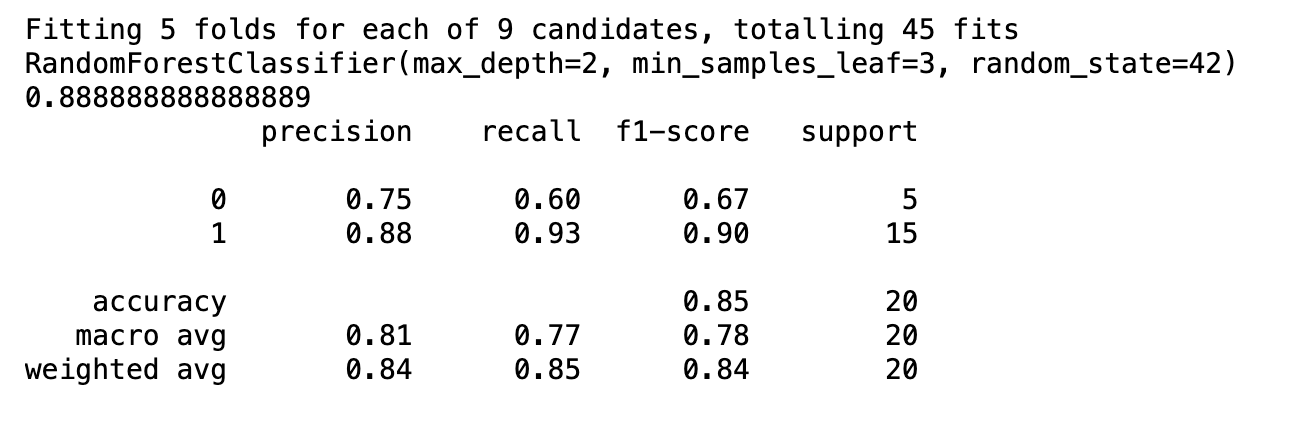 Fitting 5 folds for each of 9 candidates, totalling 45 fits
RandomForestClassifier(max_depth=2, min_samples_leaf=3, random_state=42)
0.888888888888889
precision recall f1-score support
0 0.75 0.60 0.67 5
1 0.88 0.93 0.90 15
accuracy 0.85 20
macro avg 0.81 0.77 0.78 20
weighted avg 0.84 0.85 0.84 20